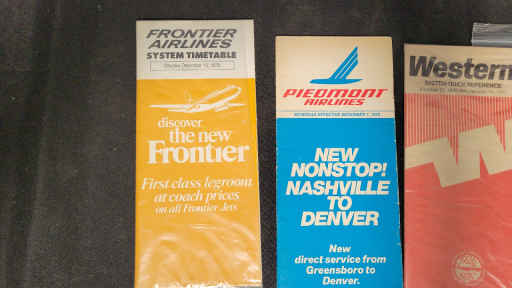 FRONTIER
AIRLINES
SYSTEM TIMETABLE
discover
the new
Frontier
First class legroom
at coach prices
on all Frontier Jets
PIEDMONT
AIRLINES
NEW
NONSTOP!
NASHVILLE
TO
DENVER
New
direct service from
Greensboro to
Denver.
Western